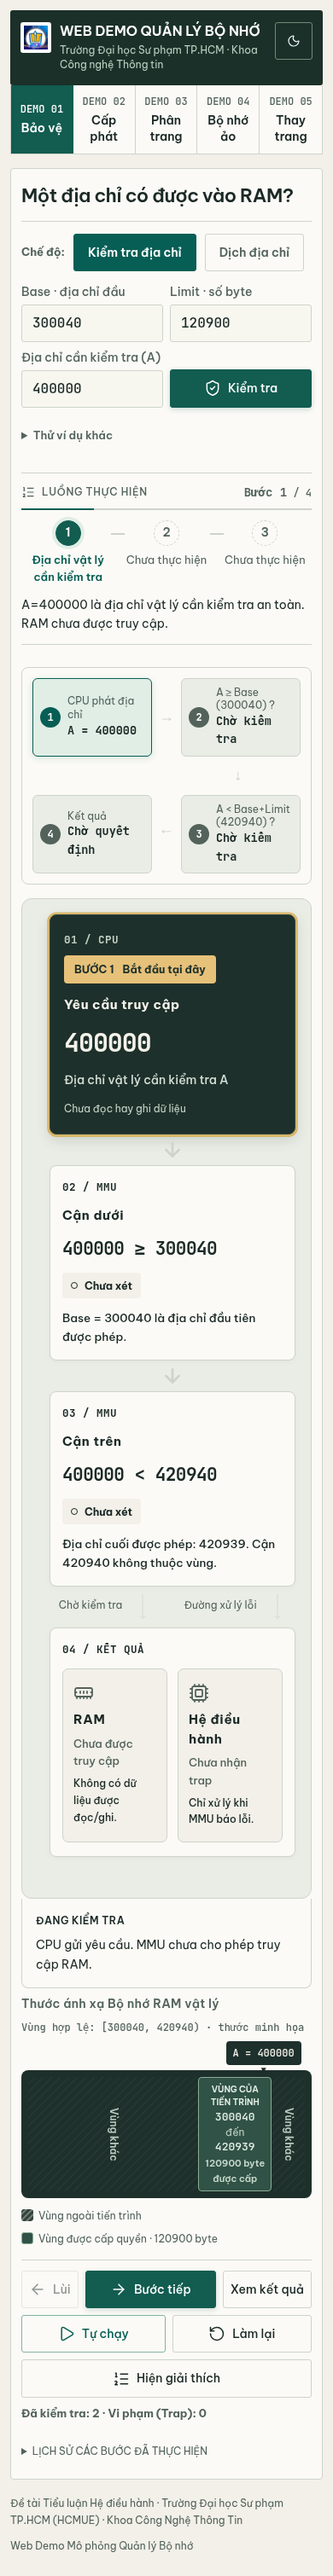 WEB DEMO QUẢN LÝ BỘ NHỚ
Trường Đại học Sư phạm TP.HCM · Khoa
Công nghệ Thông tin
DEMO 01
Bảo vệ
DEMO 02
Cấp
phát
DEMO 03
Phân
trang
DEMO 04
Bộ nhớ
ảo
DEMO 05
Thay
trang
Một địa chỉ có được vào RAM?
Chế độ:
Kiểm tra địa chỉ
Dịch địa chỉ
Base · địa chỉ đầu
Limit · số byte
300040
120900
Địa chỉ cần kiểm tra (A)
400000
Kiểm tra
Thử ví dụ khác
LUỒNG THỰC HIỆN
Bước 1 / 4
1
2
3
Địa chỉ vật lý
cần kiểm tra
Chưa thực hiện
Chưa thực hiện
A=400000 là địa chỉ vật lý cần kiểm tra an toàn.
RAM chưa được truy cập.
1
CPU phát địa
chỉ
A = 400000
→
2
A ≥ Base
(300040) ?
Chờ kiểm
tra
↓
4
Kết quả
Chờ quyết
định
←
3
A < Base+Limit
(420940) ?
Chờ kiểm
tra
01 / CPU
BƯỚC 1 Bắt đầu tại đây
Yêu cầu truy cập
400000
Địa chỉ vật lý cần kiểm tra A
Chưa đọc hay ghi dữ liệu
02 / MMU
Cận dưới
400000 ≥ 300040
Chưa xét
Base = 300040 là địa chỉ đầu tiên
được phép.
03 / MMU
Cận trên
400000 < 420940
Chưa xét
Địa chỉ cuối được phép: 420939. Cận
420940 không thuộc vùng.
Chờ kiểm tra
Đường xử lý lỗi
04 / KẾT QUẢ
RAM
Chưa được
truy cập
Không có dữ
liệu được
đọc/ghi.
Hệ điều
hành
Chưa nhận
trap
Chỉ xử lý khi
MMU báo lỗi.
ĐANG KIỂM TRA
CPU gửi yêu cầu. MMU chưa cho phép truy
cập RAM.
Thước ánh xạ Bộ nhớ RAM vật lý
Vùng hợp lệ: [300040, 420940) · thước minh họa
A = 400000
Vùng khác
VÙNG CỦA
TIẾN TRÌNH
300040
đến
420939
120900 byte
được cấp
Vùng khác
Vùng ngoài tiến trình
Vùng được cấp quyền · 120900 byte
Lùi
Bước tiếp
Xem kết quả
Tự chạy
Làm lại
Hiện giải thích
Đã kiểm tra: 2 · Vi phạm (Trap): 0
LỊCH SỬ CÁC BƯỚC ĐÃ THỰC HIỆN
Đề tài Tiểu luận Hệ điều hành · Trường Đại học Sư phạm
TP.HCM (HCMUE) · Khoa Công Nghệ Thông Tin
Web Demo Mô phỏng Quản lý Bộ nhớ